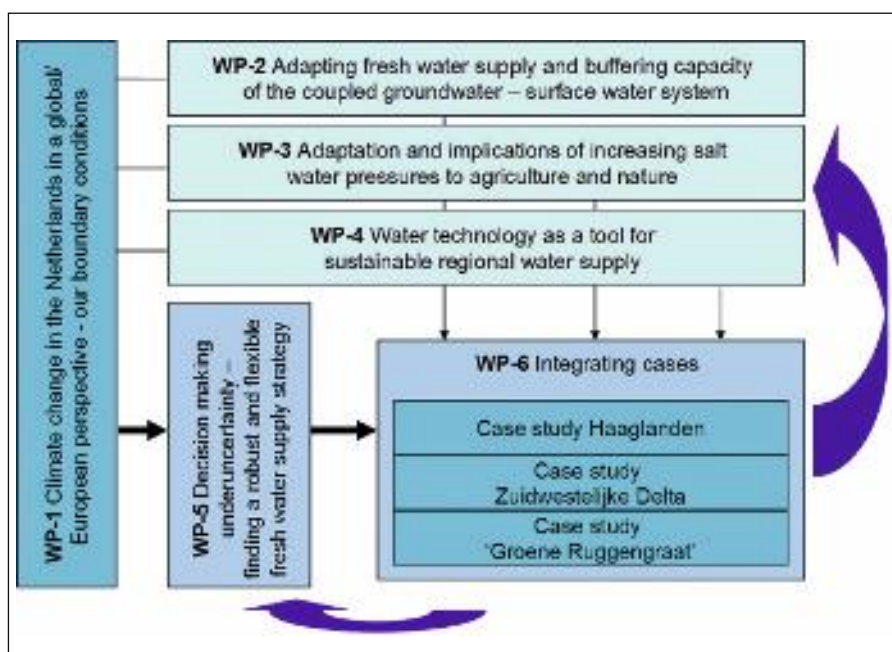 WP-1 Climate change in the Netherlands in a global/
European perspective - our boundary conditions
WP-2 Adapting fresh water supply and buffering capacity
of the coupled groundwater – surface water system
WP-3 Adaptation and implications of increasing salt
water pressures to agriculture and nature
WP-4 Water technology as a tool for
sustainable regional water supply
WP-5 Decision making
underuncertainty –
finding a robust and flexible
fresh water supply strategy
WP-6 Integrating cases
Case study Haaglanden
Case study
Zuidwestelijke Delta
Case study
'Groene Ruggengraat'